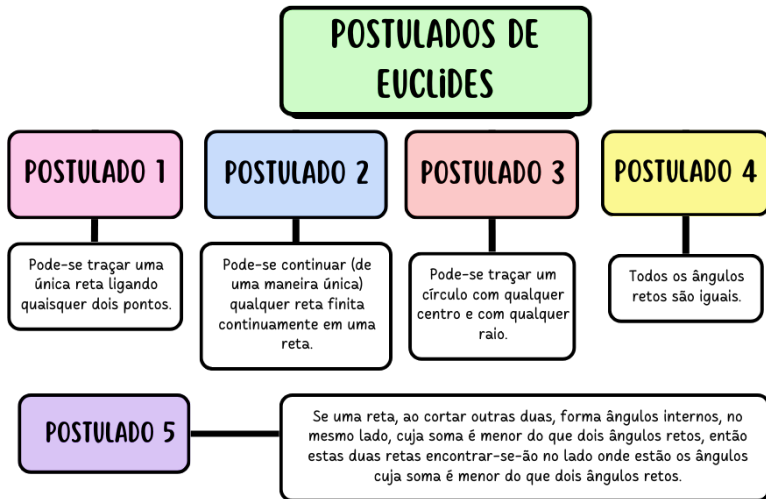 POSTULADOS DE
EUCLiDES
POSTULADO 1
POSTULADO 2
POSTULADO 3
POSTULADO 4
Pode-se traçar uma
única reta ligando
quaisquer dois pontos.
Pode-se continuar (de
uma maneira única)
qualquer reta finita
continuamente em uma
reta.
Pode-se traçar um
círculo com qualquer
centro e com qualquer
raio.
Todos os ângulos
retos são iguais.
POSTULADO 5
Se uma reta, ao cortar outras duas, forma ângulos internos, no
mesmo lado, cuja soma é menor do que dois ângulos retos, então
estas duas retas encontrar-se-ão no lado onde estão os ângulos
cuja soma é menor do que dois ângulos retos.